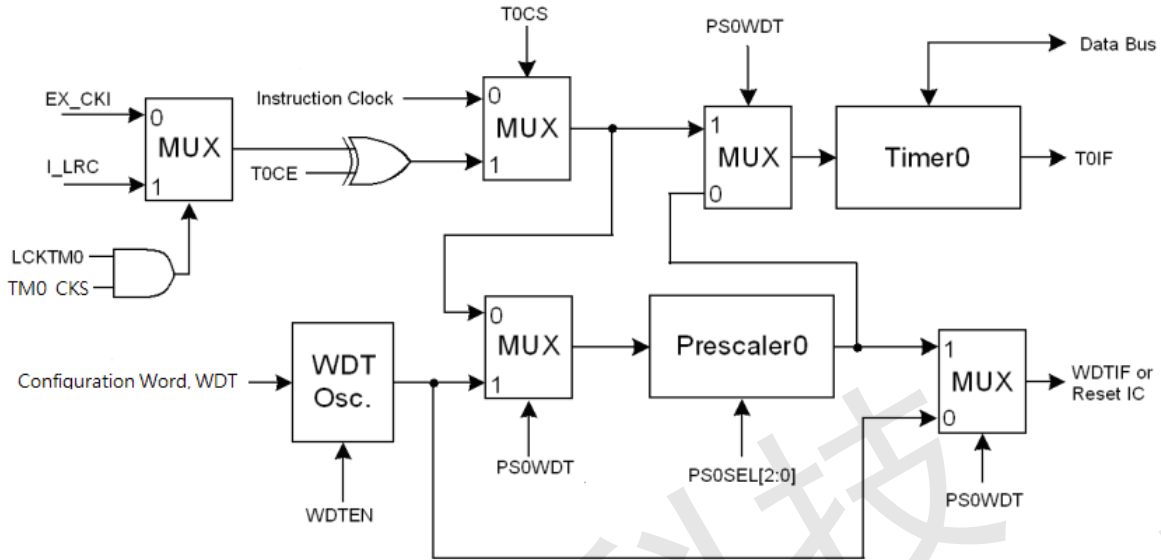 T0CS
PS0WDT
Data Bus
EX_CKI
0
MUX
I_LRC
1
Instruction Clock
0
MUX
1
T0CE
1
MUX
0
Timer0
T0IF
LCKTM0
TM0_CKS
Configuration Word, WDT
WDT
Osc.
WDTEN
0
MUX
1
PS0WDT
Prescaler0
PS0SEL[2:0]
1
MUX
0
PS0WDT
WDTIF or
Reset IC
科技